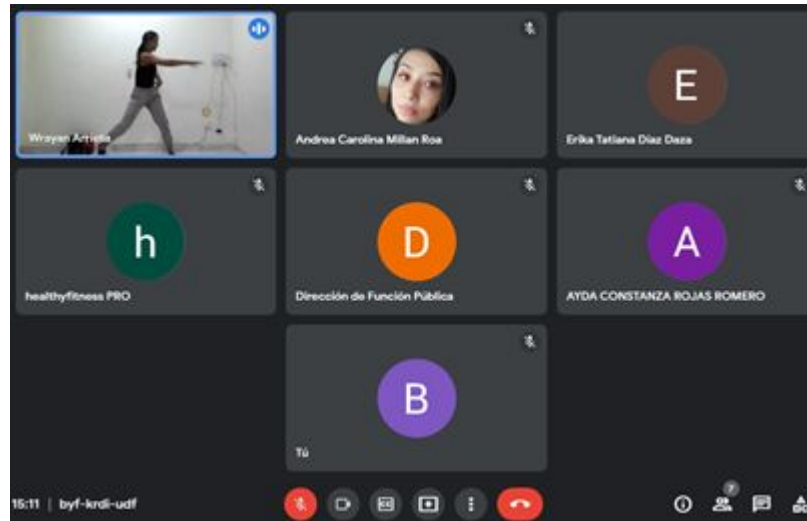 Wrayan Arrieta
Andrea Carolina Millan Roa
E
Erika Tatiana Diaz Daza
h
healthyfitness PRO
D
Dirección de Función Pública
A
AYDA CONSTANZA ROJAS ROMERO
B
Tú
15:11 | byf-krdi-udf
7